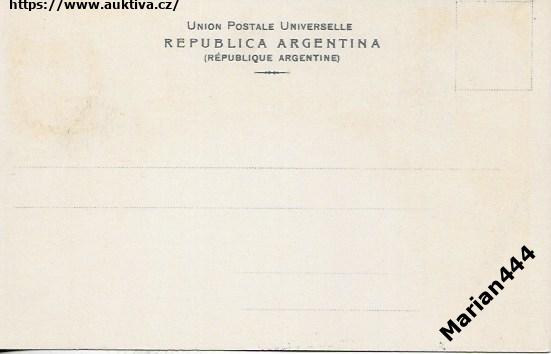 https://www.auktiva.cz/
UNION POSTALE UNIVERSELLE
REPUBLICA ARGENTINA
(RÉPUBLIQUE ARGENTINE)
Marian444